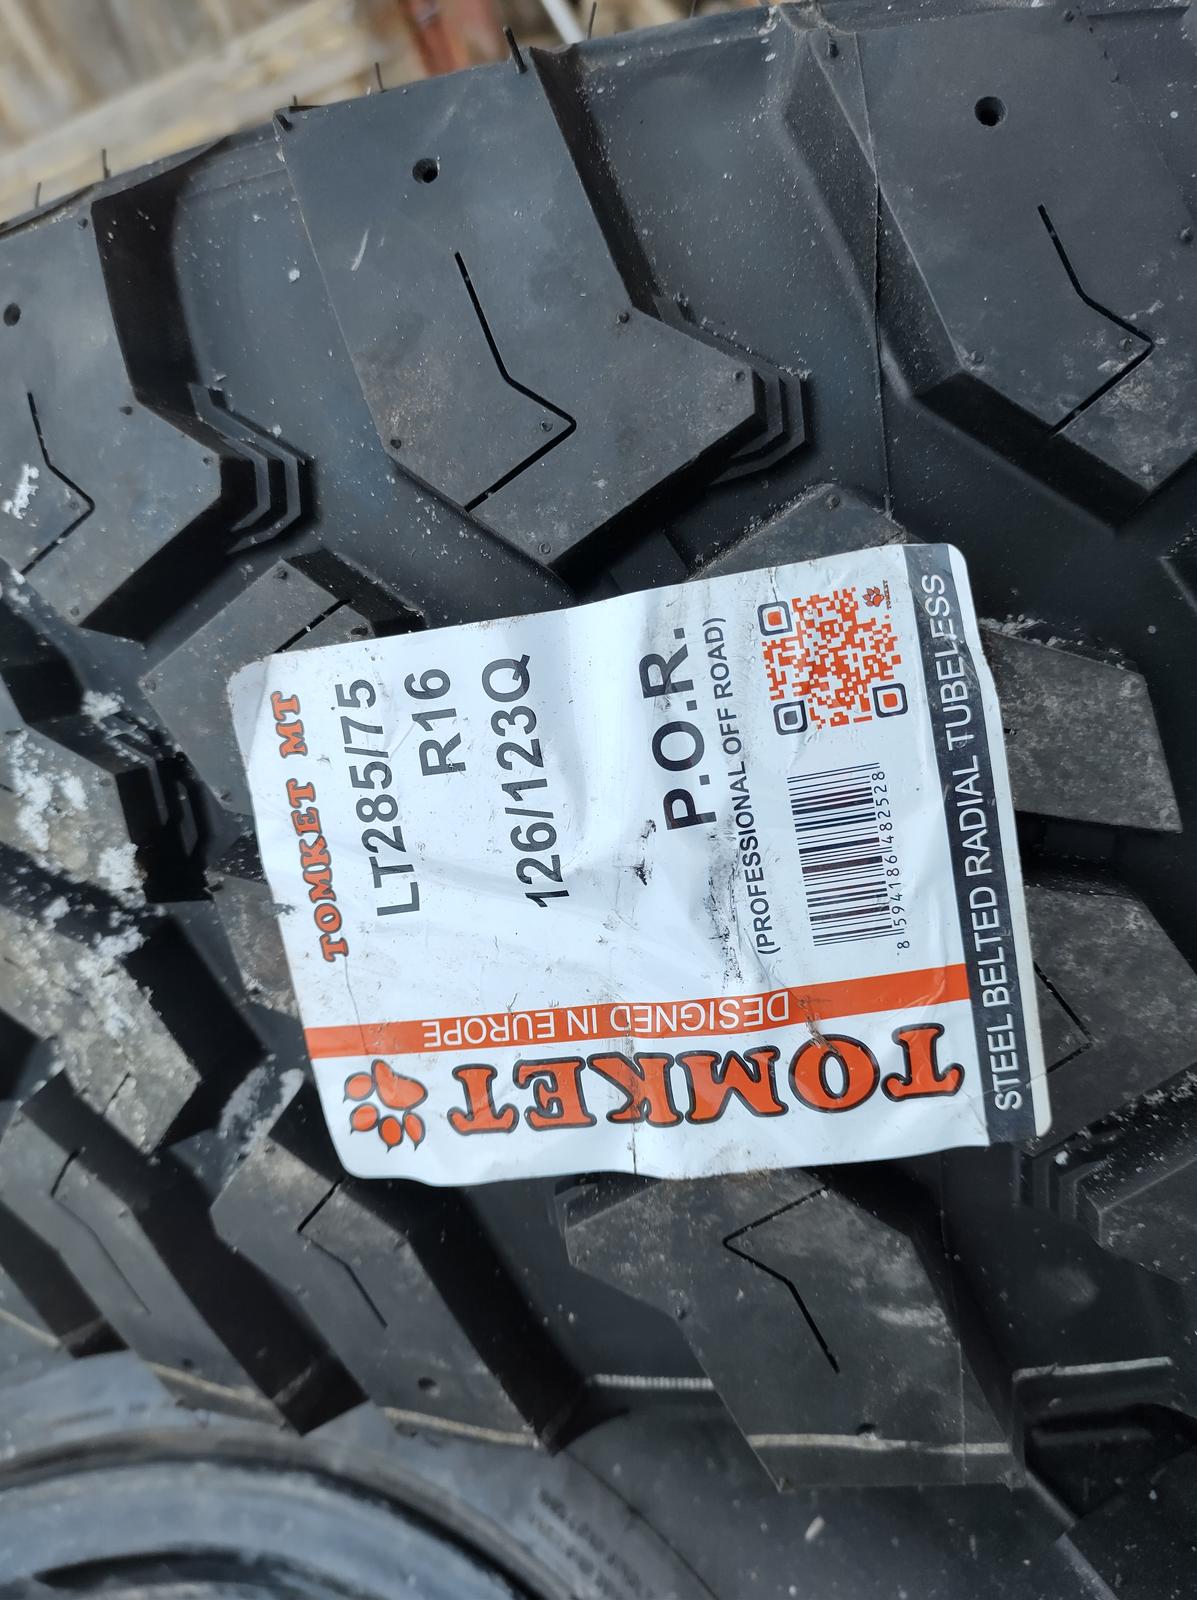 TOMKET
DESIGNED IN EUROPE
TOMKET MT
LT285/75
R16
126/123Q
P.O.R.
(PROFESSIONAL OFF ROAD)
8 594186 482528
TOMKET
STEEL BELTED RADIAL TUBELESS